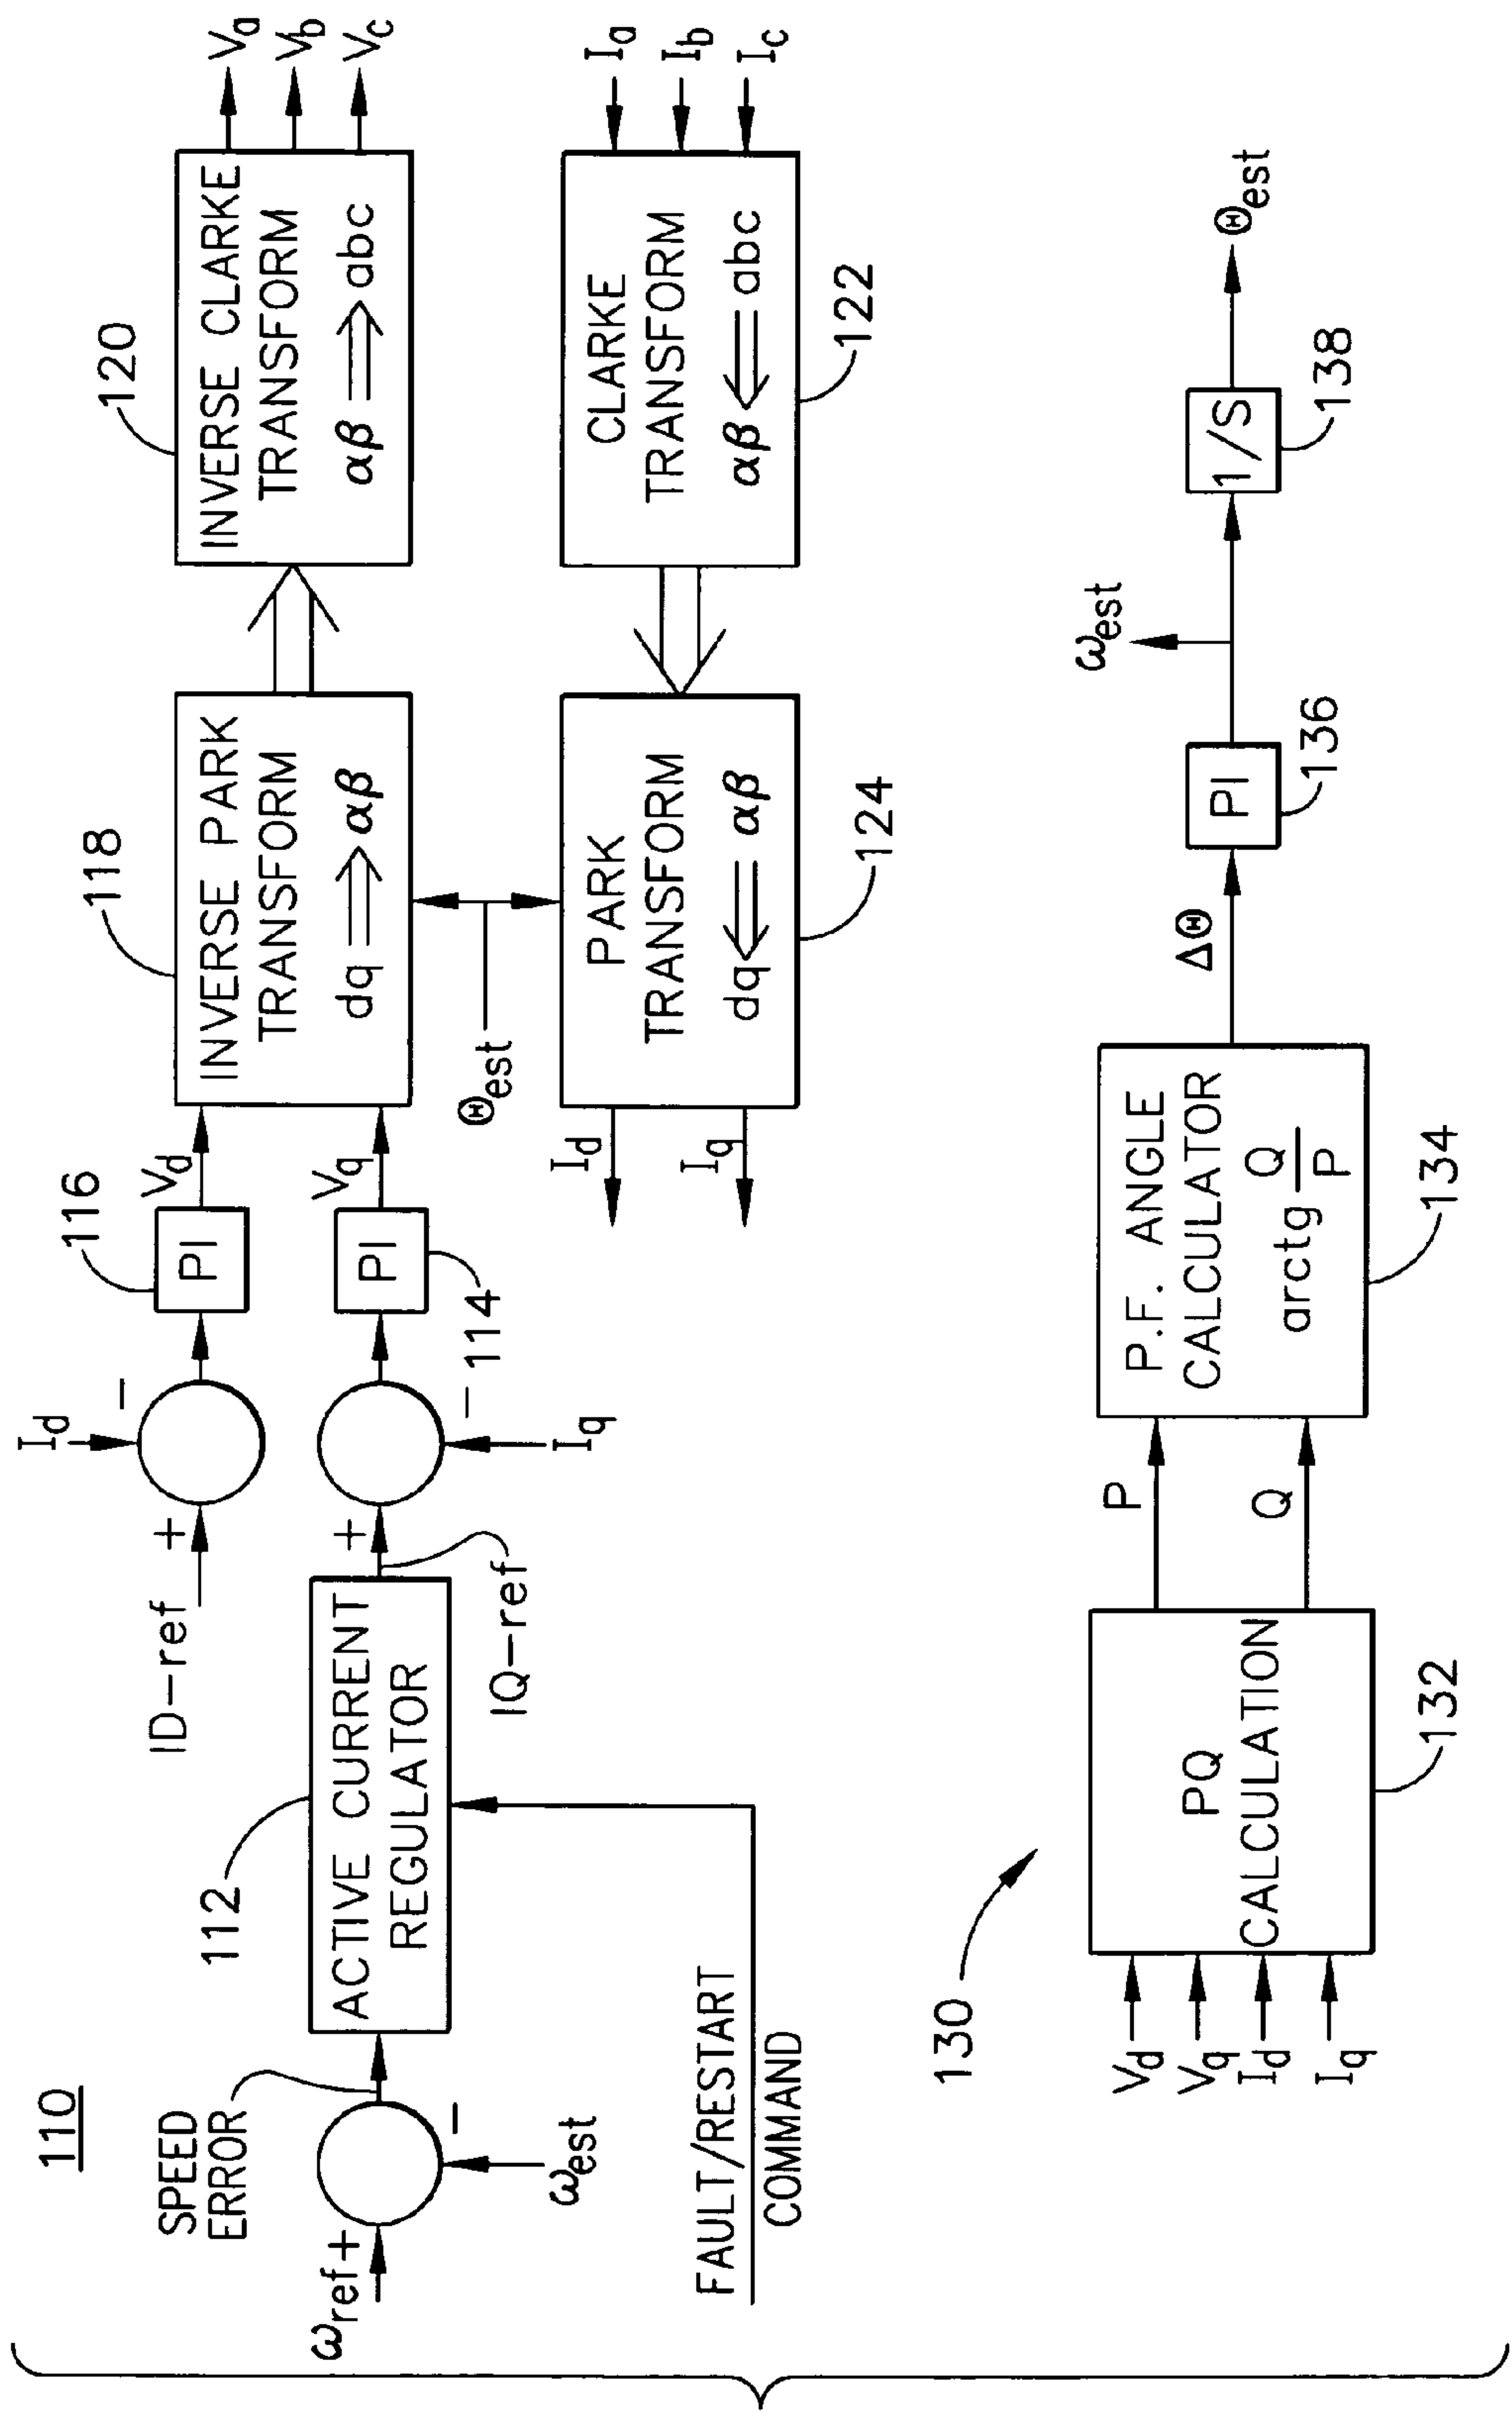 110
SPEED
ERROR
ωref +
-
ωest
112
ACTIVE CURRENT
REGULATOR
FAULT/RESTART
COMMAND
ID-ref
+
Id
-
IQ-ref
+
-
Iq
116
PI
Vd
PI
114
Vq
118
INVERSE PARK
TRANSFORM
dq ⟹ αβ
120
INVERSE CLARKE
TRANSFORM
αβ ⟹ abc
Va
Vb
Vc
Θest
Id
Iq
PARK
TRANSFORM
dq ⟸ αβ
124
CLARKE
TRANSFORM
αβ ⟸ abc
122
Ia
Ib
Ic
130
Vd
Vq
Id
Iq
PQ
CALCULATION
132
P
Q
P.F. ANGLE
CALCULATOR
arctg Q/P
134
ΔΘ
PI
136
ωest
1/S
138
Θest